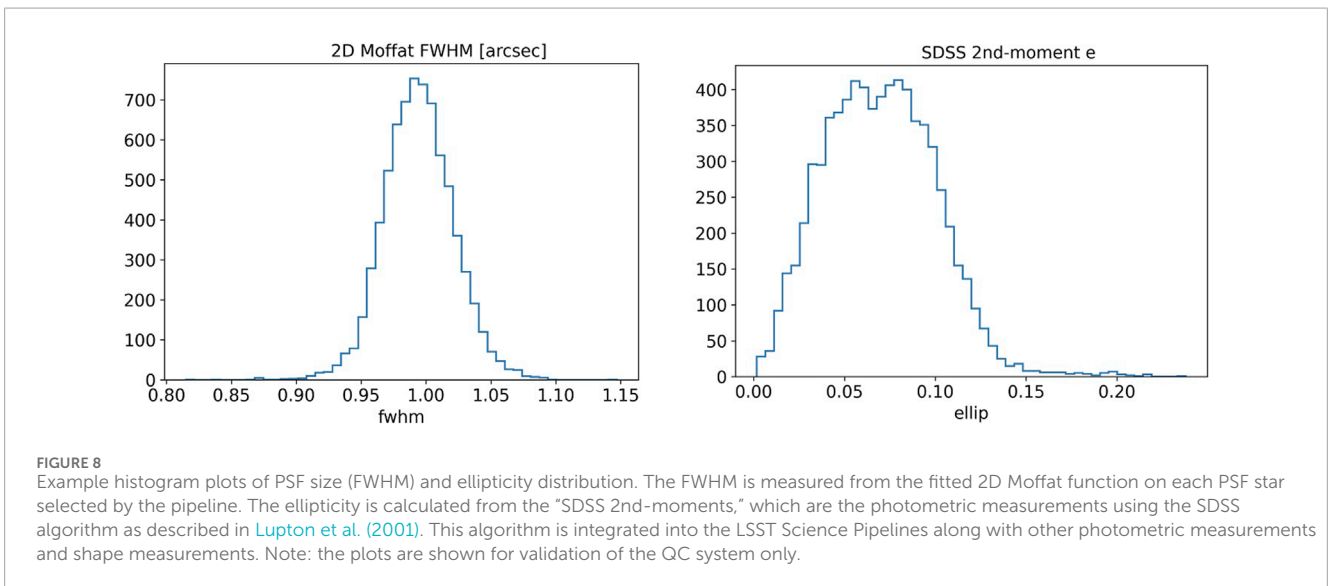 2D Moffat FWHM [arcsec]
700
600
500
400
300
200
100
0
0.80 0.85 0.90 0.95 1.00 1.05 1.10 1.15
fwhm
SDSS 2nd-moment e
400
350
300
250
200
150
100
50
0
0.00 0.05 0.10 0.15 0.20
ellip
FIGURE 8
Example histogram plots of PSF size (FWHM) and ellipticity distribution. The FWHM is measured from the fitted 2D Moffat function on each PSF star
selected by the pipeline. The ellipticity is calculated from the “SDSS 2nd-moments,” which are the photometric measurements using the SDSS
algorithm as described in Lupton et al. (2001). This algorithm is integrated into the LSST Science Pipelines along with other photometric measurements
and shape measurements. Note: the plots are shown for validation of the QC system only.